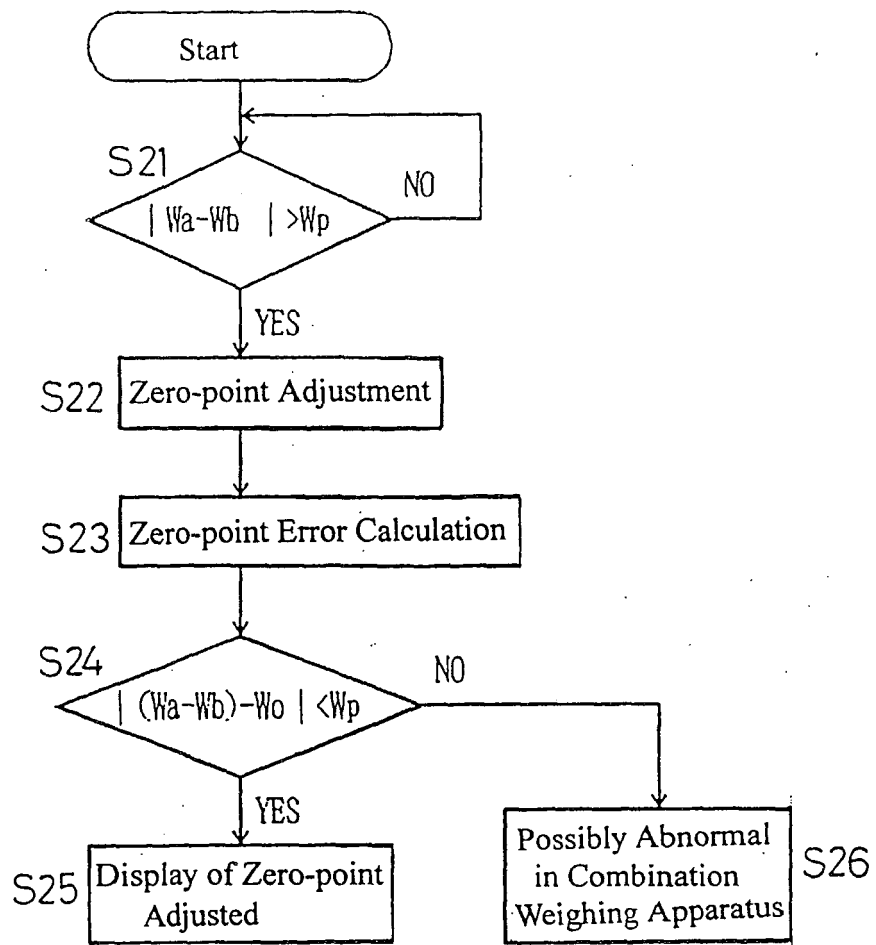 Start
S21
| Wa-Wb | >Wp
NO
YES
S22
Zero-point Adjustment
S23
Zero-point Error Calculation
S24
| (Wa-Wb)-Wo | <Wp
NO
YES
S25
Display of Zero-point
Adjusted
Possibly Abnormal
in Combination
Weighing Apparatus
S26